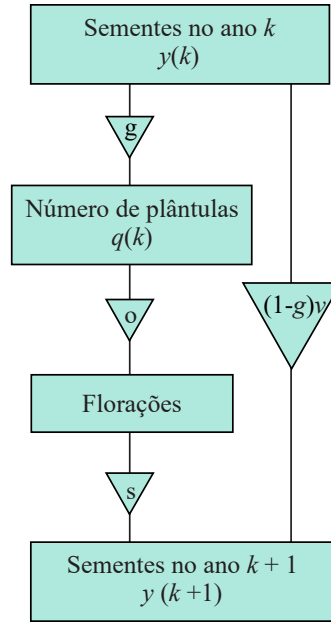 Sementes no ano k
y(k)
g
Número de plântulas
q(k)
o
(1-g)v
Florações
s
Sementes no ano k + 1
y (k+1)